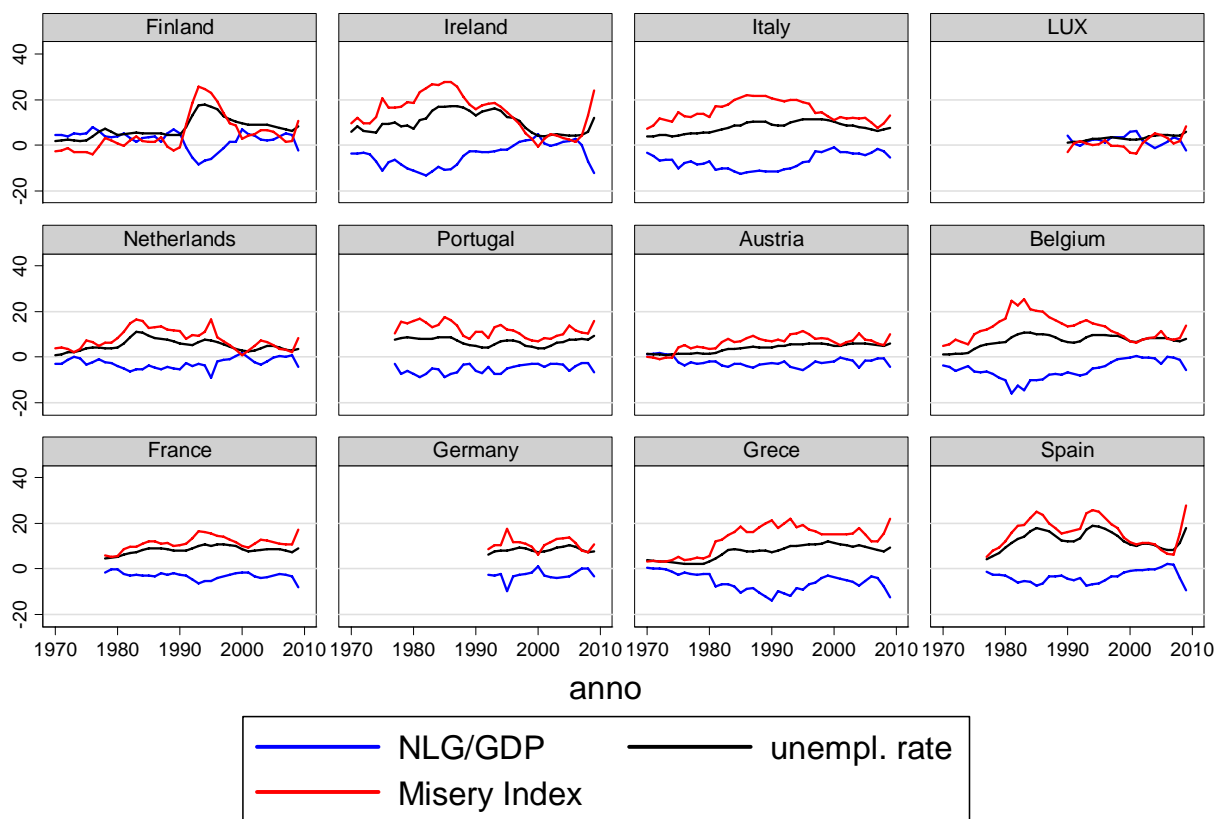 Finland Ireland Italy LUX
40
20
0
-20
Netherlands Portugal Austria Belgium
40
20
0
-20
France Germany Grece Spain
40
20
0
-20
1970 1980 1990 2000 2010 1970 1980 1990 2000 2010 1970 1980 1990 2000 2010 1970 1980 1990 2000 2010
anno
NLG/GDP unempl. rate
Misery Index